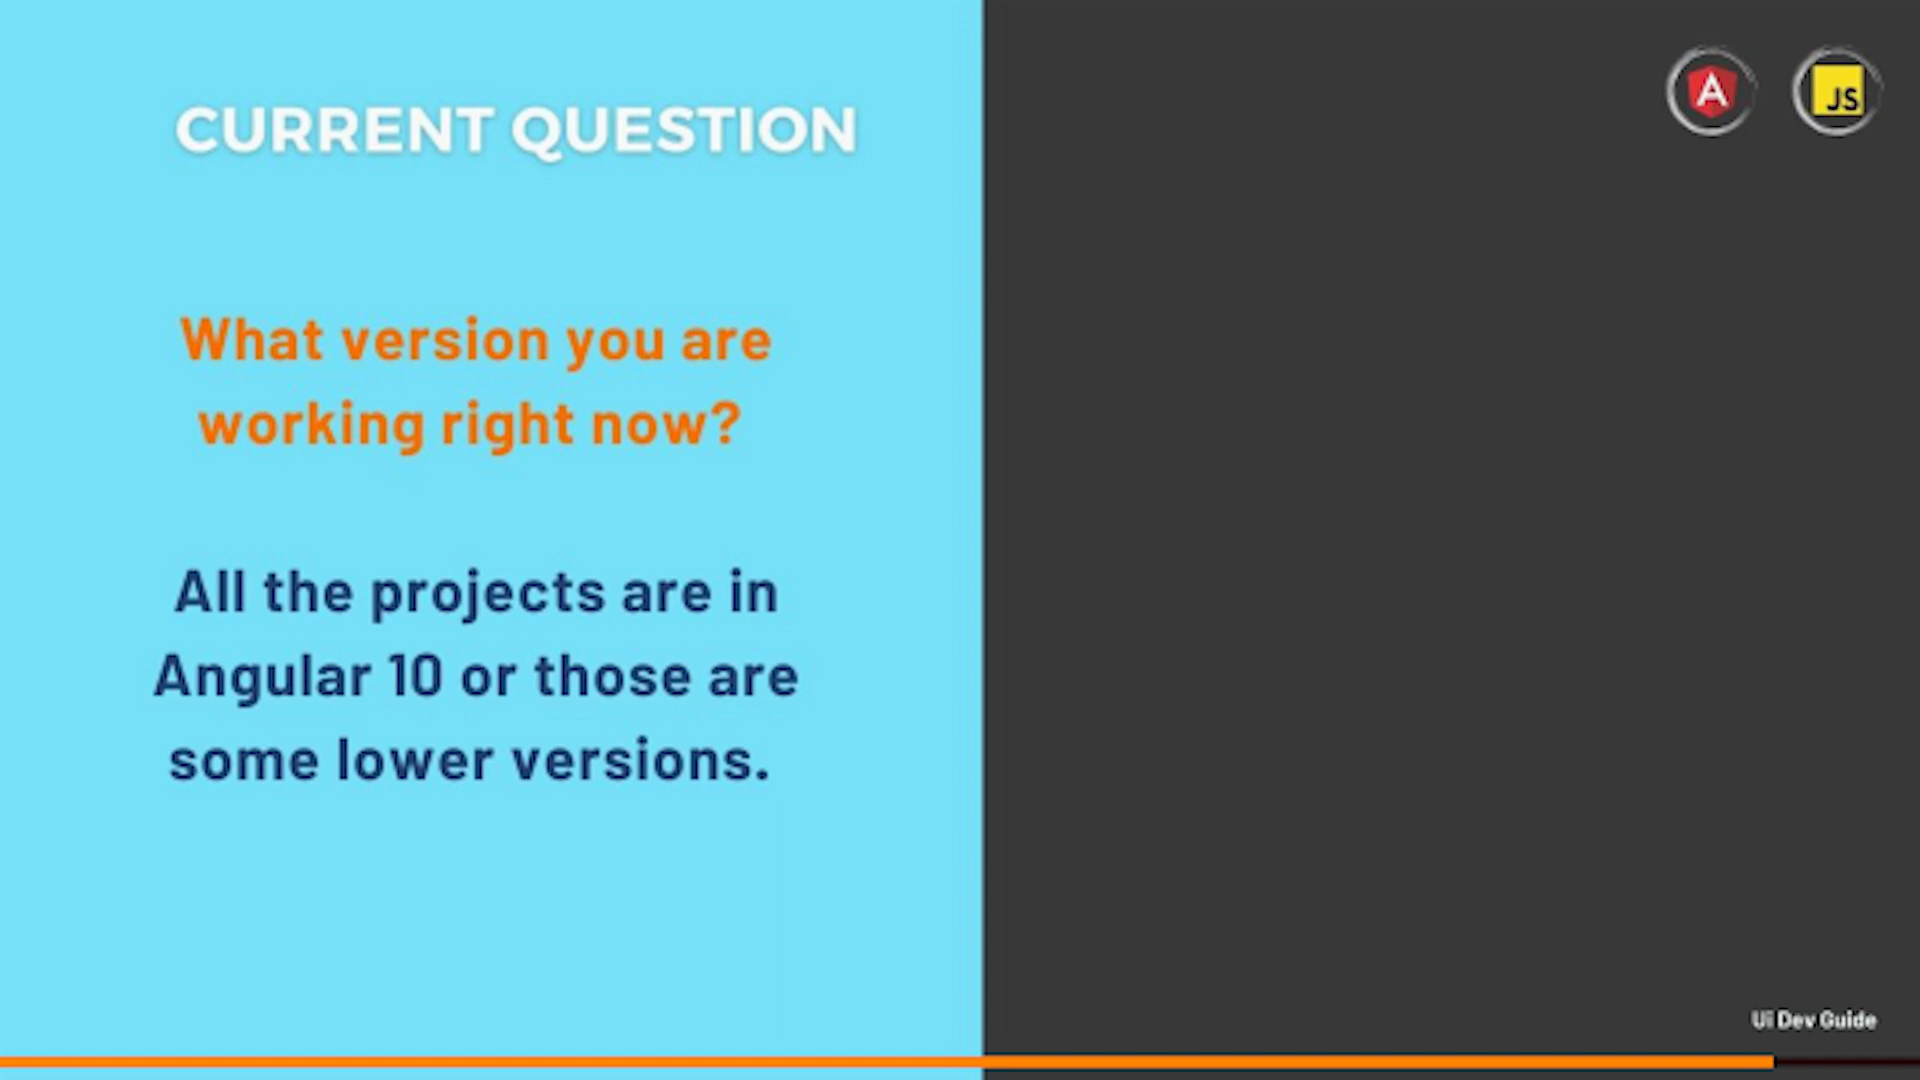 CURRENT QUESTION
What version you are
working right now?
All the projects are in
Angular 10 or those are
some lower versions.
A
JS
Ui Dev Guide